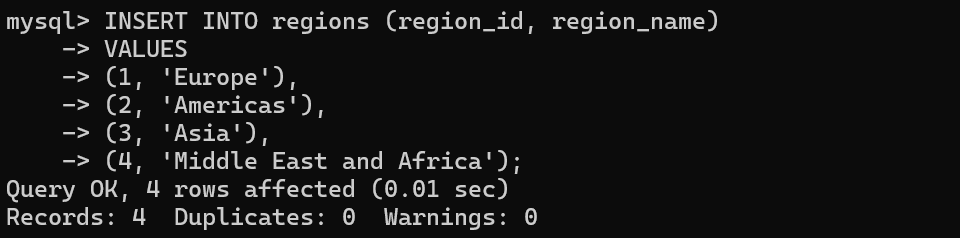 mysql> INSERT INTO regions (region_id, region_name)
    -> VALUES
    -> (1, 'Europe'),
    -> (2, 'Americas'),
    -> (3, 'Asia'),
    -> (4, 'Middle East and Africa');
Query OK, 4 rows affected (0.01 sec)
Records: 4  Duplicates: 0  Warnings: 0